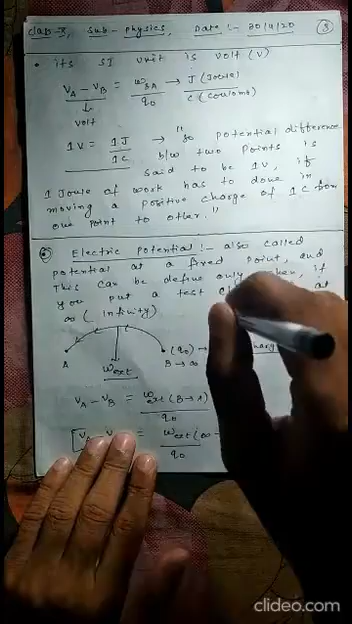 sub-physics, Date :- 30/4/20 (3)
• its SI unit is volt (V)
VA – VB = WBA → J (Joule)
q0 C (Coulomb)
volt
1V = 1J → "so potential difference
1C b/w two points is
said to be 1V, if
1 Joule of work has to done in
moving a positive charge of 1C from
one point to other."
Electric Potential :- also called
potential at a fixed point, and
This can be define only when, if
you put a test at
∞ (infinity)
(q0) →
A Wext B → ∞
VA – VB = Wext (B→A)
q0
= Wext (∞
q0
clideo.com